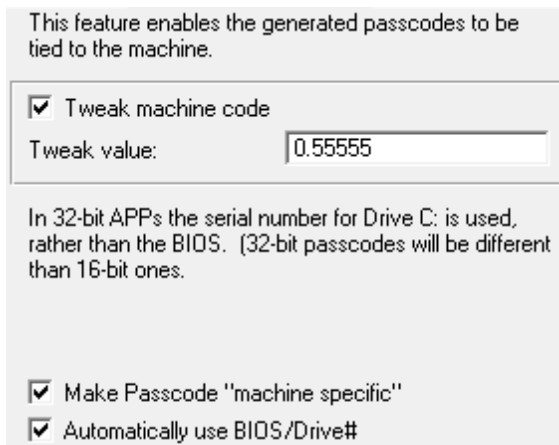 This feature enables the generated passcodes to be
tied to the machine.
Tweak machine code
Tweak value:    0.55555
In 32-bit APPs the serial number for Drive C: is used,
rather than the BIOS.  (32-bit passcodes will be different
than 16-bit ones.
Make Passcode "machine specific"
Automatically use BIOS/Drive#